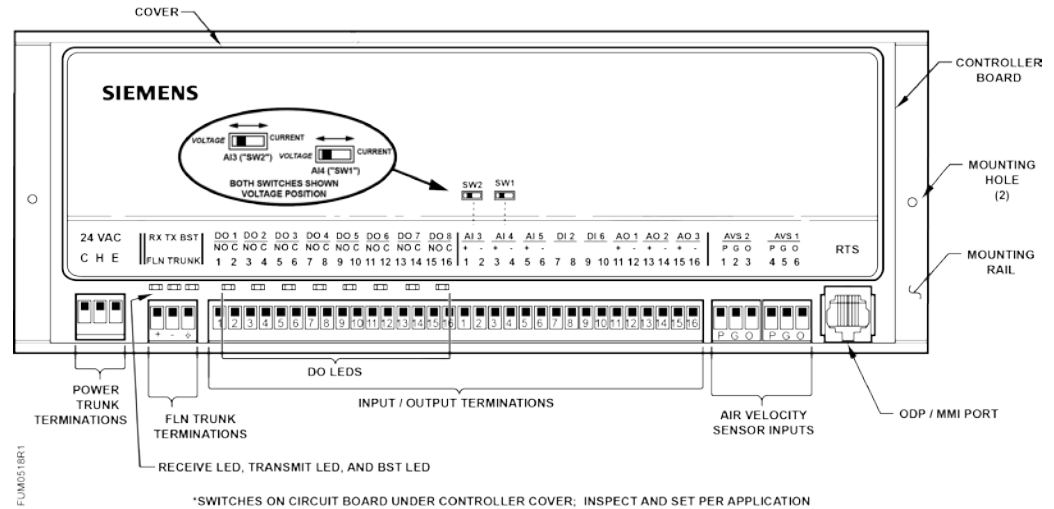 COVER
CONTROLLER
BOARD
SIEMENS
VOLTAGE
CURRENT
AI3 ("SW2")
VOLTAGE
CURRENT
AI4 ("SW1")
BOTH SWITCHES SHOWN
VOLTAGE POSITION
SW2 SW1
MOUNTING
HOLE
(2)
24 VAC RX TX BST DO 1 DO 2 DO 3 DO 4 DO 5 DO 6 DO 7 DO 8 AI 3 AI 4 AI 5 DI 2 DI 6 AO 1 AO 2 AO 3 AVS 2 AVS 1
NO C NO C NO C NO C NO C NO C NO C NO C + - + - + - + - + - + - P G O P G O
C H E FLN TRUNK 1 2 3 4 5 6 7 8 9 10 11 12 13 14 15 16 1 2 3 4 5 6 7 8 9 10 11 12 13 14 15 16 1 2 3 4 5 6
RTS
MOUNTING
RAIL
+ - 1 2 3 4 5 6 7 8 9 10 11 12 13 14 15 16 1 2 3 4 5 6 7 8 9 10 11 12 13 14 15 16 P G O P G O
DO LEDS
POWER
TRUNK
TERMINATIONS
FLN TRUNK
TERMINATIONS
INPUT / OUTPUT TERMINATIONS
AIR VELOCITY
SENSOR INPUTS
ODP / MMI PORT
RECEIVE LED, TRANSMIT LED, AND BST LED
FUM0518R1
*SWITCHES ON CIRCUIT BOARD UNDER CONTROLLER COVER; INSPECT AND SET PER APPLICATION